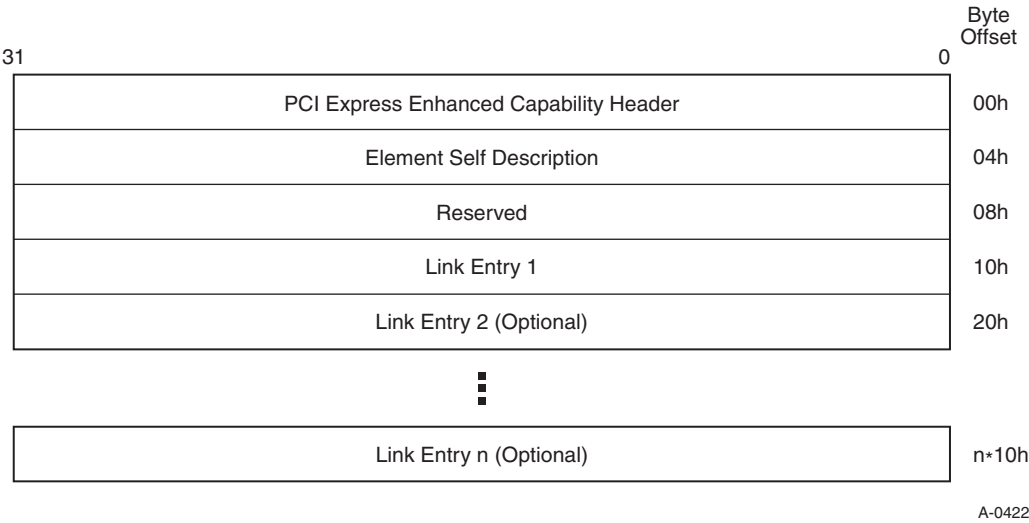 Byte
Offset
31 0
PCI Express Enhanced Capability Header 00h
Element Self Description 04h
Reserved 08h
Link Entry 1 10h
Link Entry 2 (Optional) 20h
Link Entry n (Optional) n*10h
A-0422